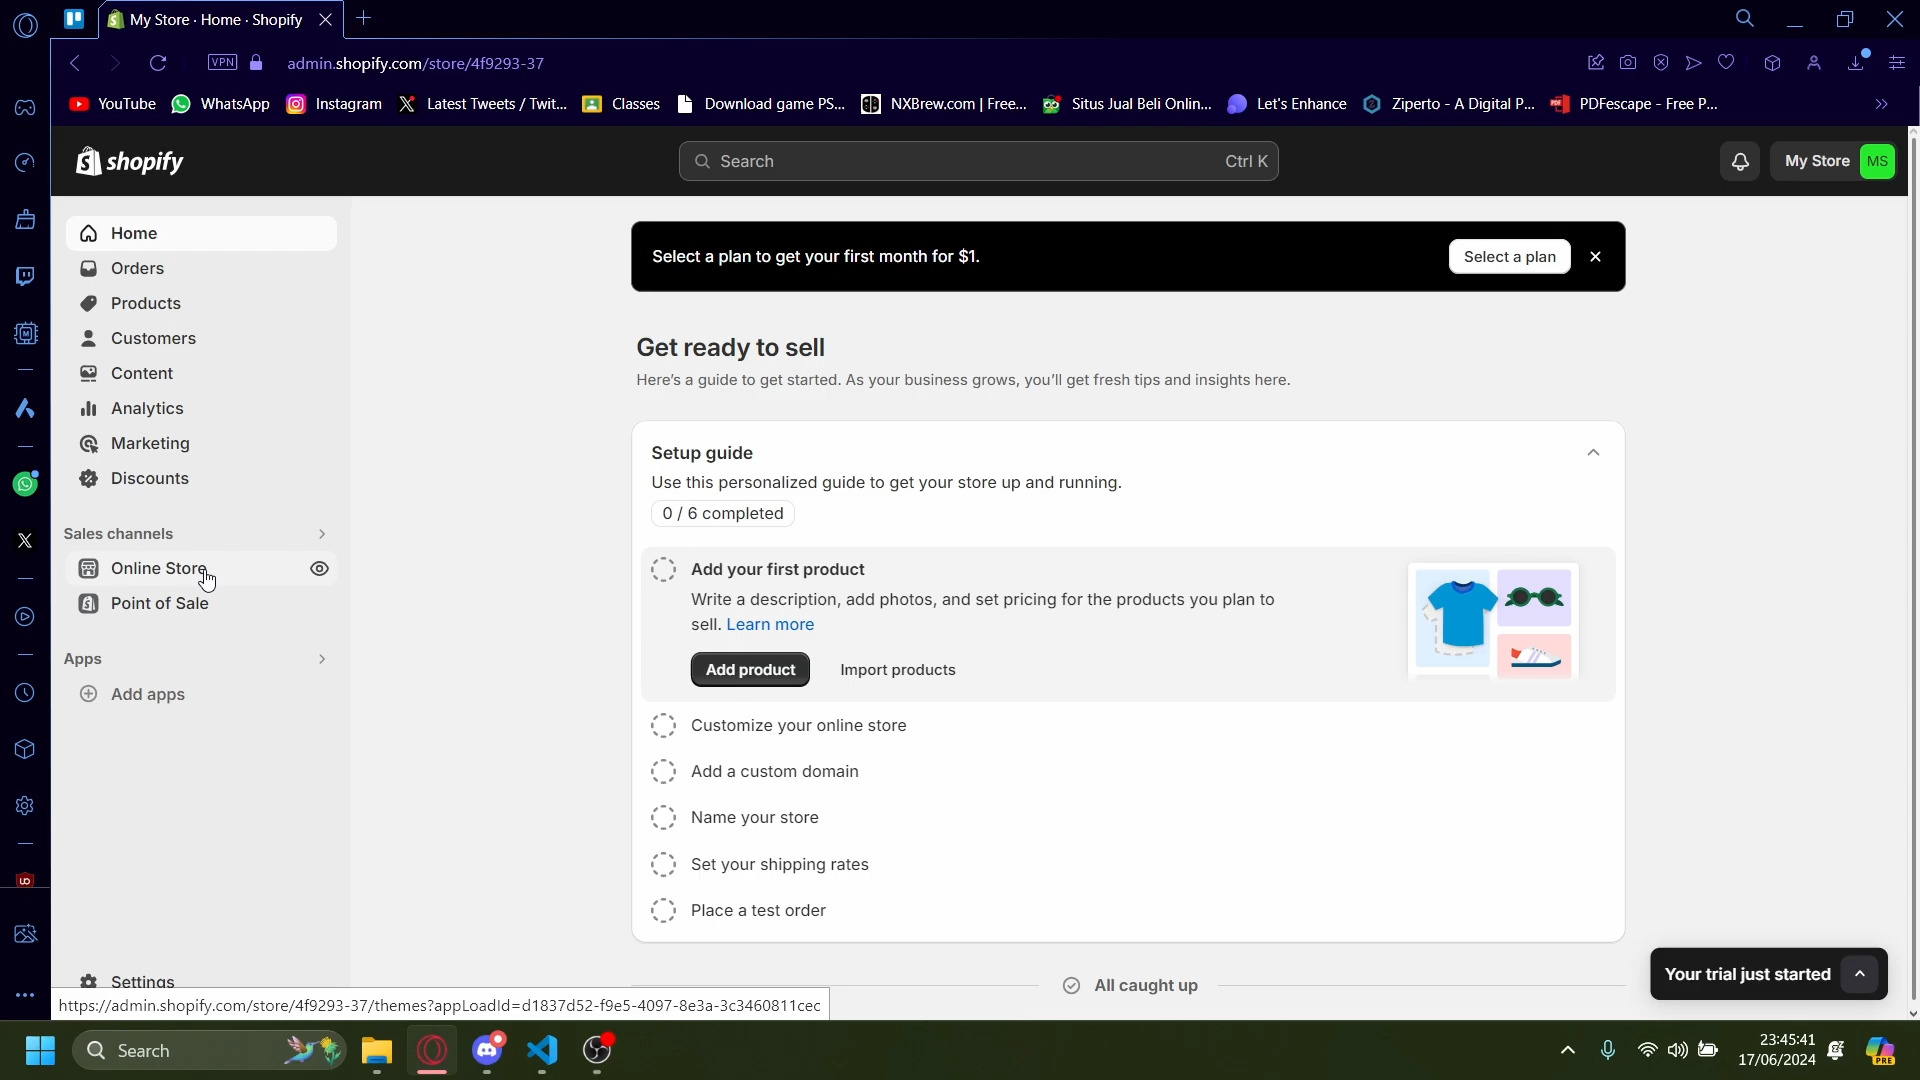 My Store · Home · Shopify
VPN
admin.shopify.com/store/4f9293-37
YouTube
WhatsApp
Instagram
Latest Tweets / Twit...
Classes
Download game PS...
NXBrew.com | Free...
Situs Jual Beli Onlin...
Let's Enhance
Ziperto - A Digital P...
PDFescape - Free P...
shopify
Search
Ctrl K
My Store
MS
Home
Orders
Products
Customers
Content
Analytics
Marketing
Discounts
Sales channels
Online Store
Point of Sale
Apps
Add apps
Settings
Select a plan to get your first month for $1.
Select a plan
Get ready to sell
Here's a guide to get started. As your business grows, you'll get fresh tips and insights here.
Setup guide
Use this personalized guide to get your store up and running.
0 / 6 completed
Add your first product
Write a description, add photos, and set pricing for the products you plan to
sell. Learn more
Add product
Import products
Customize your online store
Add a custom domain
Name your store
Set your shipping rates
Place a test order
All caught up
Your trial just started
https://admin.shopify.com/store/4f9293-37/themes?appLoadId=d1837d52-f9e5-4097-8e3a-3c3460811cec
Search
23:45:41
17/06/2024
PRE